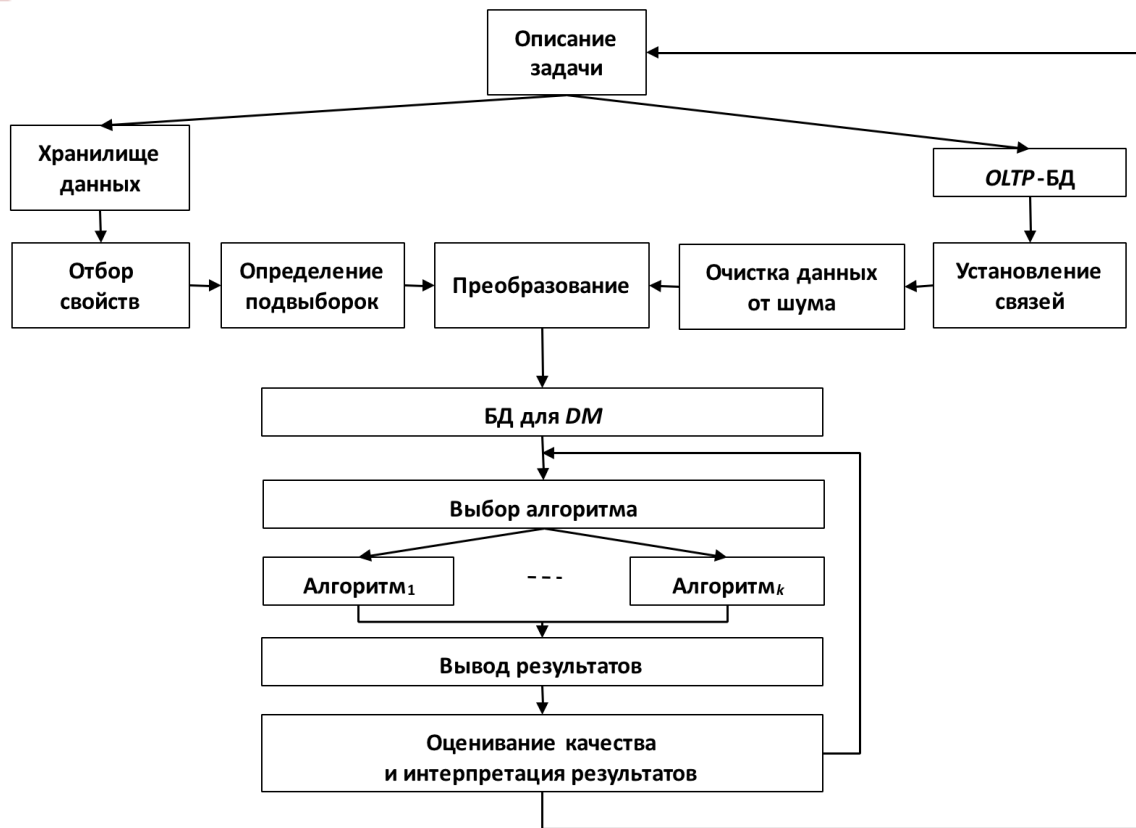 Описание
задачи
Хранилище
данных
OLTP-БД
Отбор
свойств
Определение
подвыборок
Преобразование
Очистка данных
от шума
Установление
связей
БД для DM
Выбор алгоритма
Алгоритм₁
Алгоритмₖ
Вывод результатов
Оценивание качества
и интерпретация результатов